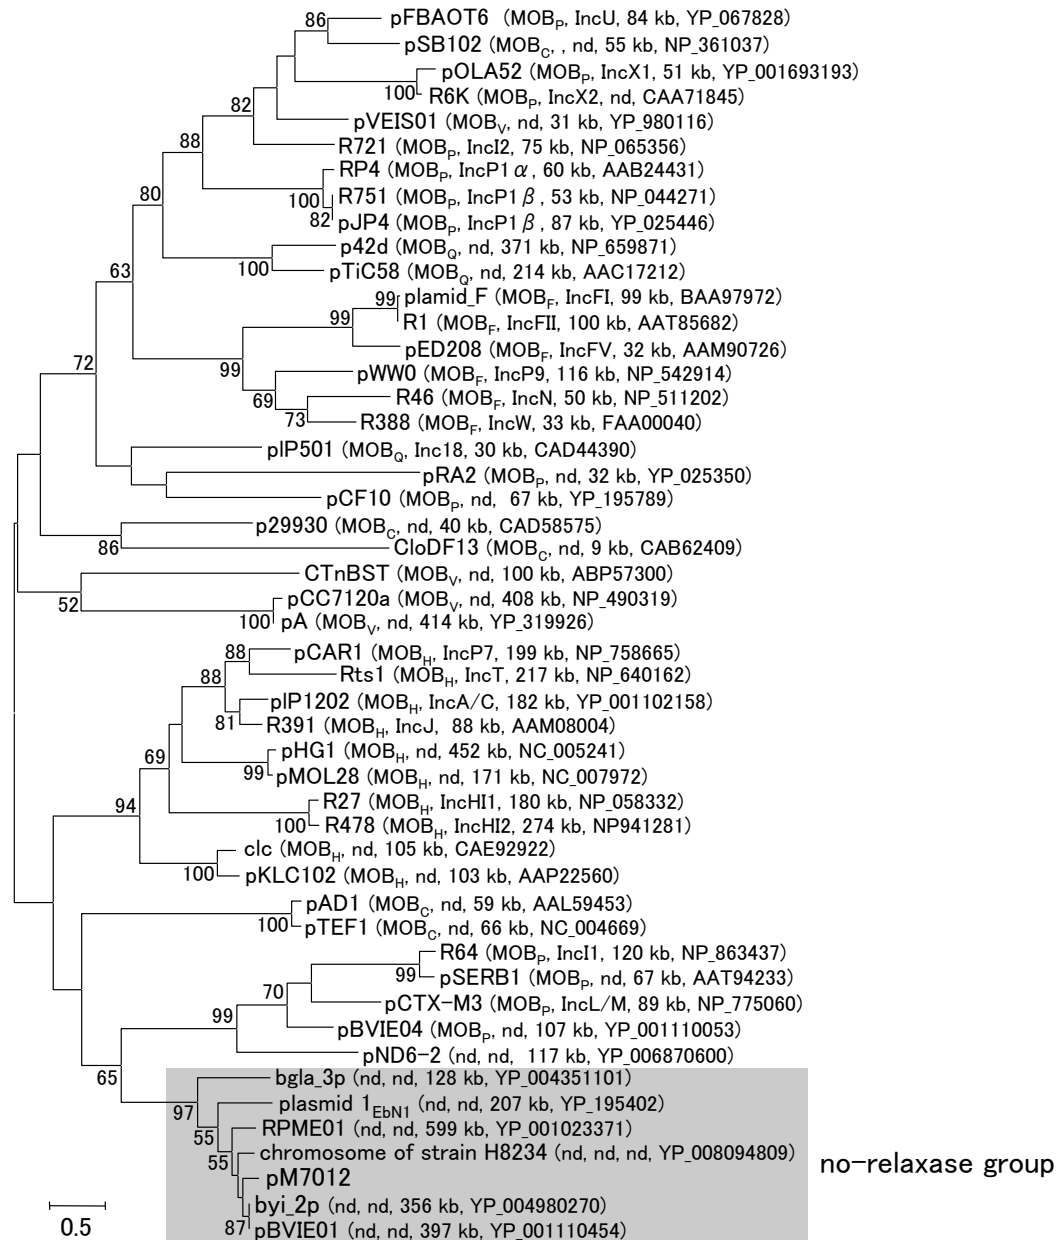 86
pFBAOT6 (MOBP, IncU, 84 kb, YP_067828)
pSB102 (MOBC, , nd, 55 kb, NP_361037)
pOLA52 (MOBP, IncX1, 51 kb, YP_001693193)
100
R6K (MOBP, IncX2, nd, CAA71845)
82
pVEIS01 (MOBV, nd, 31 kb, YP_980116)
88
R721 (MOBP, IncI2, 75 kb, NP_065356)
RP4 (MOBP, IncP1α, 60 kb, AAB24431)
80
100
R751 (MOBP, IncP1β, 53 kb, NP_044271)
82
pJP4 (MOBP, IncP1β, 87 kb, YP_025446)
p42d (MOBQ, nd, 371 kb, NP_659871)
63
100
pTiC58 (MOBQ, nd, 214 kb, AAC17212)
99
plamid_F (MOBF, IncFI, 99 kb, BAA97972)
99
R1 (MOBF, IncFII, 100 kb, AAT85682)
pED208 (MOBF, IncFV, 32 kb, AAM90726)
72
99
pWW0 (MOBF, IncP9, 116 kb, NP_542914)
69
R46 (MOBF, IncN, 50 kb, NP_511202)
73
R388 (MOBF, IncW, 33 kb, FAA00040)
pIP501 (MOBQ, Inc18, 30 kb, CAD44390)
pRA2 (MOBP, nd, 32 kb, YP_025350)
pCF10 (MOBP, nd, 67 kb, YP_195789)
p29930 (MOBC, nd, 40 kb, CAD58575)
86
CloDF13 (MOBC, nd, 9 kb, CAB62409)
CTnBST (MOBV, nd, 100 kb, ABP57300)
52
pCC7120a (MOBV, nd, 408 kb, NP_490319)
100
pA (MOBV, nd, 414 kb, YP_319926)
88
pCAR1 (MOBH, IncP7, 199 kb, NP_758665)
88
Rts1 (MOBH, IncT, 217 kb, NP_640162)
pIP1202 (MOBH, IncA/C, 182 kb, YP_001102158)
81
R391 (MOBH, IncJ, 88 kb, AAM08004)
69
pHG1 (MOBH, nd, 452 kb, NC_005241)
99
pMOL28 (MOBH, nd, 171 kb, NC_007972)
94
R27 (MOBH, IncHI1, 180 kb, NP_058332)
100
R478 (MOBH, IncHI2, 274 kb, NP941281)
clc (MOBH, nd, 105 kb, CAE92922)
100
pKLC102 (MOBH, nd, 103 kb, AAP22560)
pAD1 (MOBC, nd, 59 kb, AAL59453)
100
pTEF1 (MOBC, nd, 66 kb, NC_004669)
R64 (MOBP, IncI1, 120 kb, NP_863437)
99
pSERB1 (MOBP, nd, 67 kb, AAT94233)
70
pCTX-M3 (MOBP, IncL/M, 89 kb, NP_775060)
99
pBVIE04 (MOBP, nd, 107 kb, YP_001110053)
pND6-2 (nd, nd, 117 kb, YP_006870600)
65
bgla_3p (nd, nd, 128 kb, YP_004351101)
97
plasmid 1EbN1 (nd, nd, 207 kb, YP_195402)
55
RPME01 (nd, nd, 599 kb, YP_001023371)
55
chromosome of strain H8234 (nd, nd, nd, YP_008094809)
no-relaxase group
pM7012
byi_2p (nd, nd, 356 kb, YP_004980270)
87
pBVIE01 (nd, nd, 397 kb, YP_001110454)
0.5